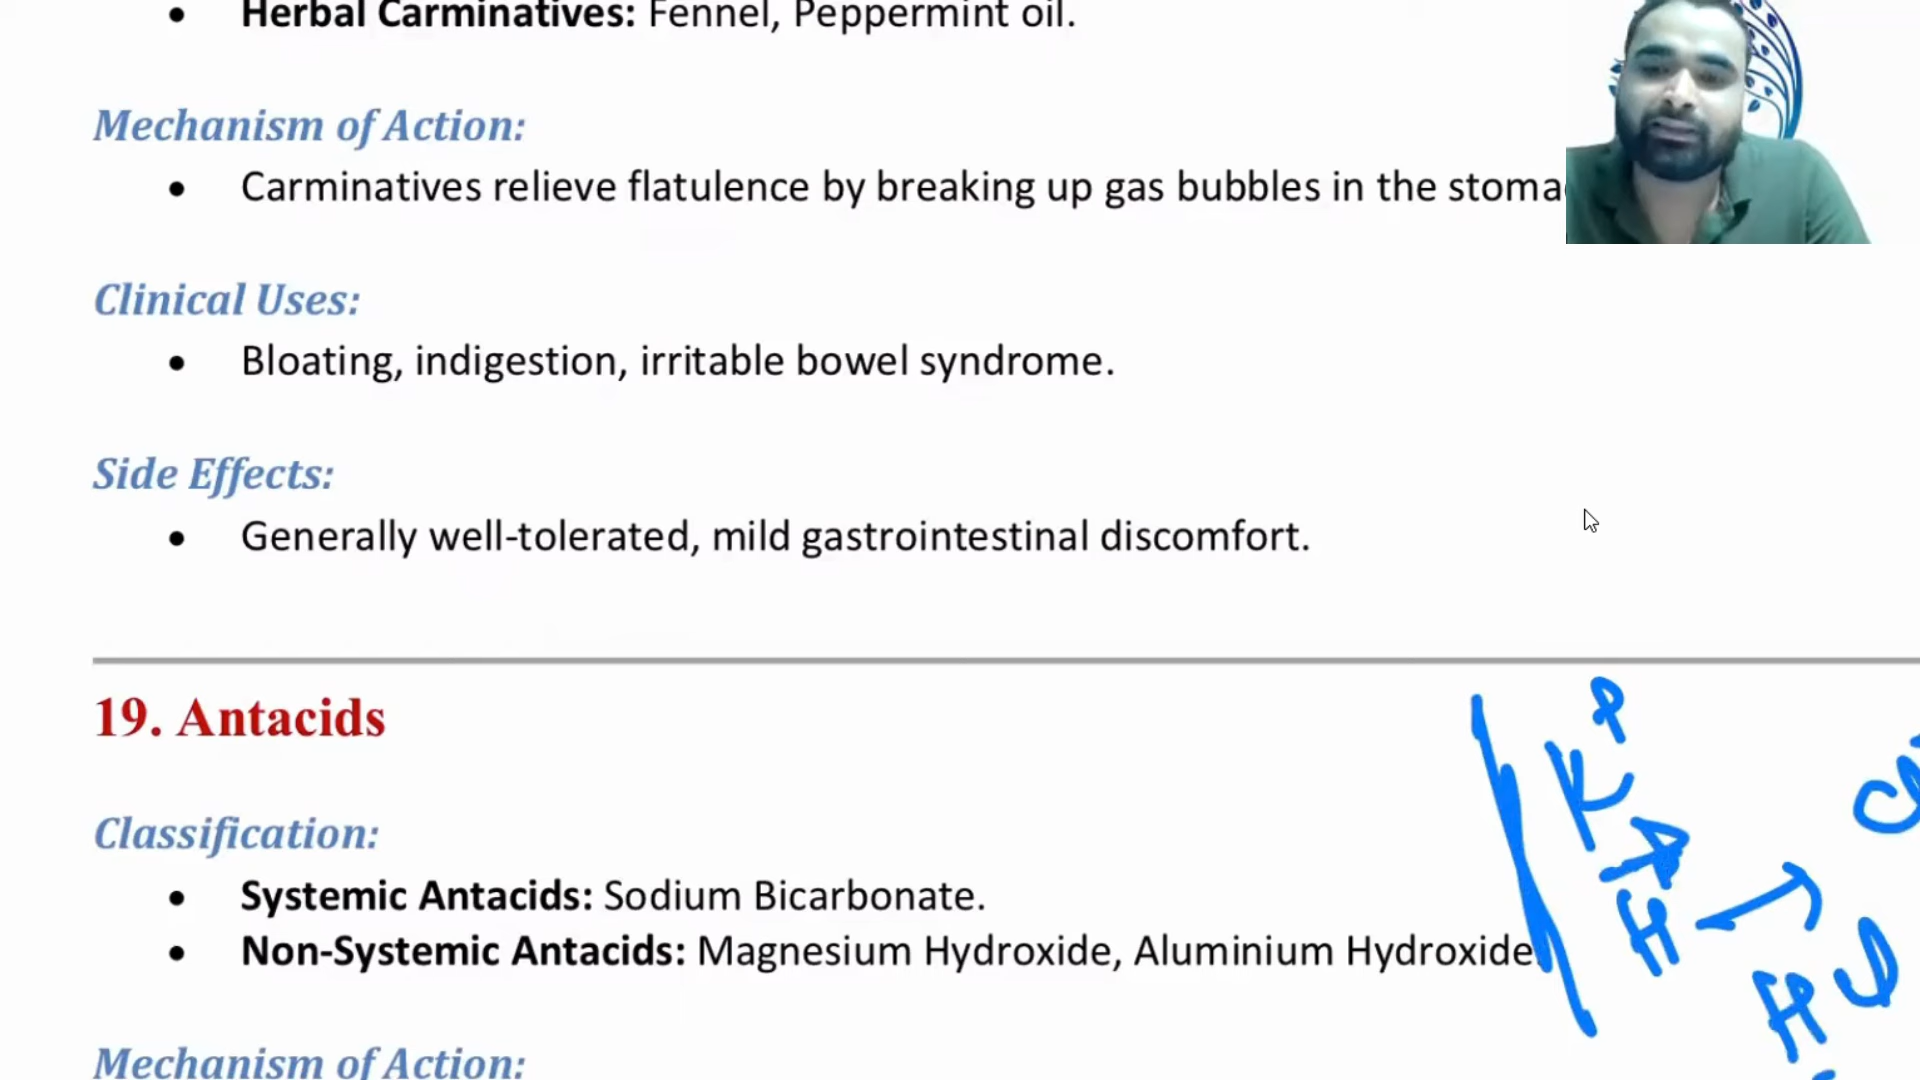 • Herbal Carminatives: Fennel, Peppermint oil.
Mechanism of Action:
• Carminatives relieve flatulence by breaking up gas bubbles in the
Clinical Uses:
• Bloating, indigestion, irritable bowel syndrome.
Side Effects:
• Generally well-tolerated, mild gastrointestinal discomfort.
19. Antacids
Classification:
• Systemic Antacids: Sodium Bicarbonate.
• Non-Systemic Antacids: Magnesium Hydroxide, Aluminium Hydroxide.
Mechanism of Action: